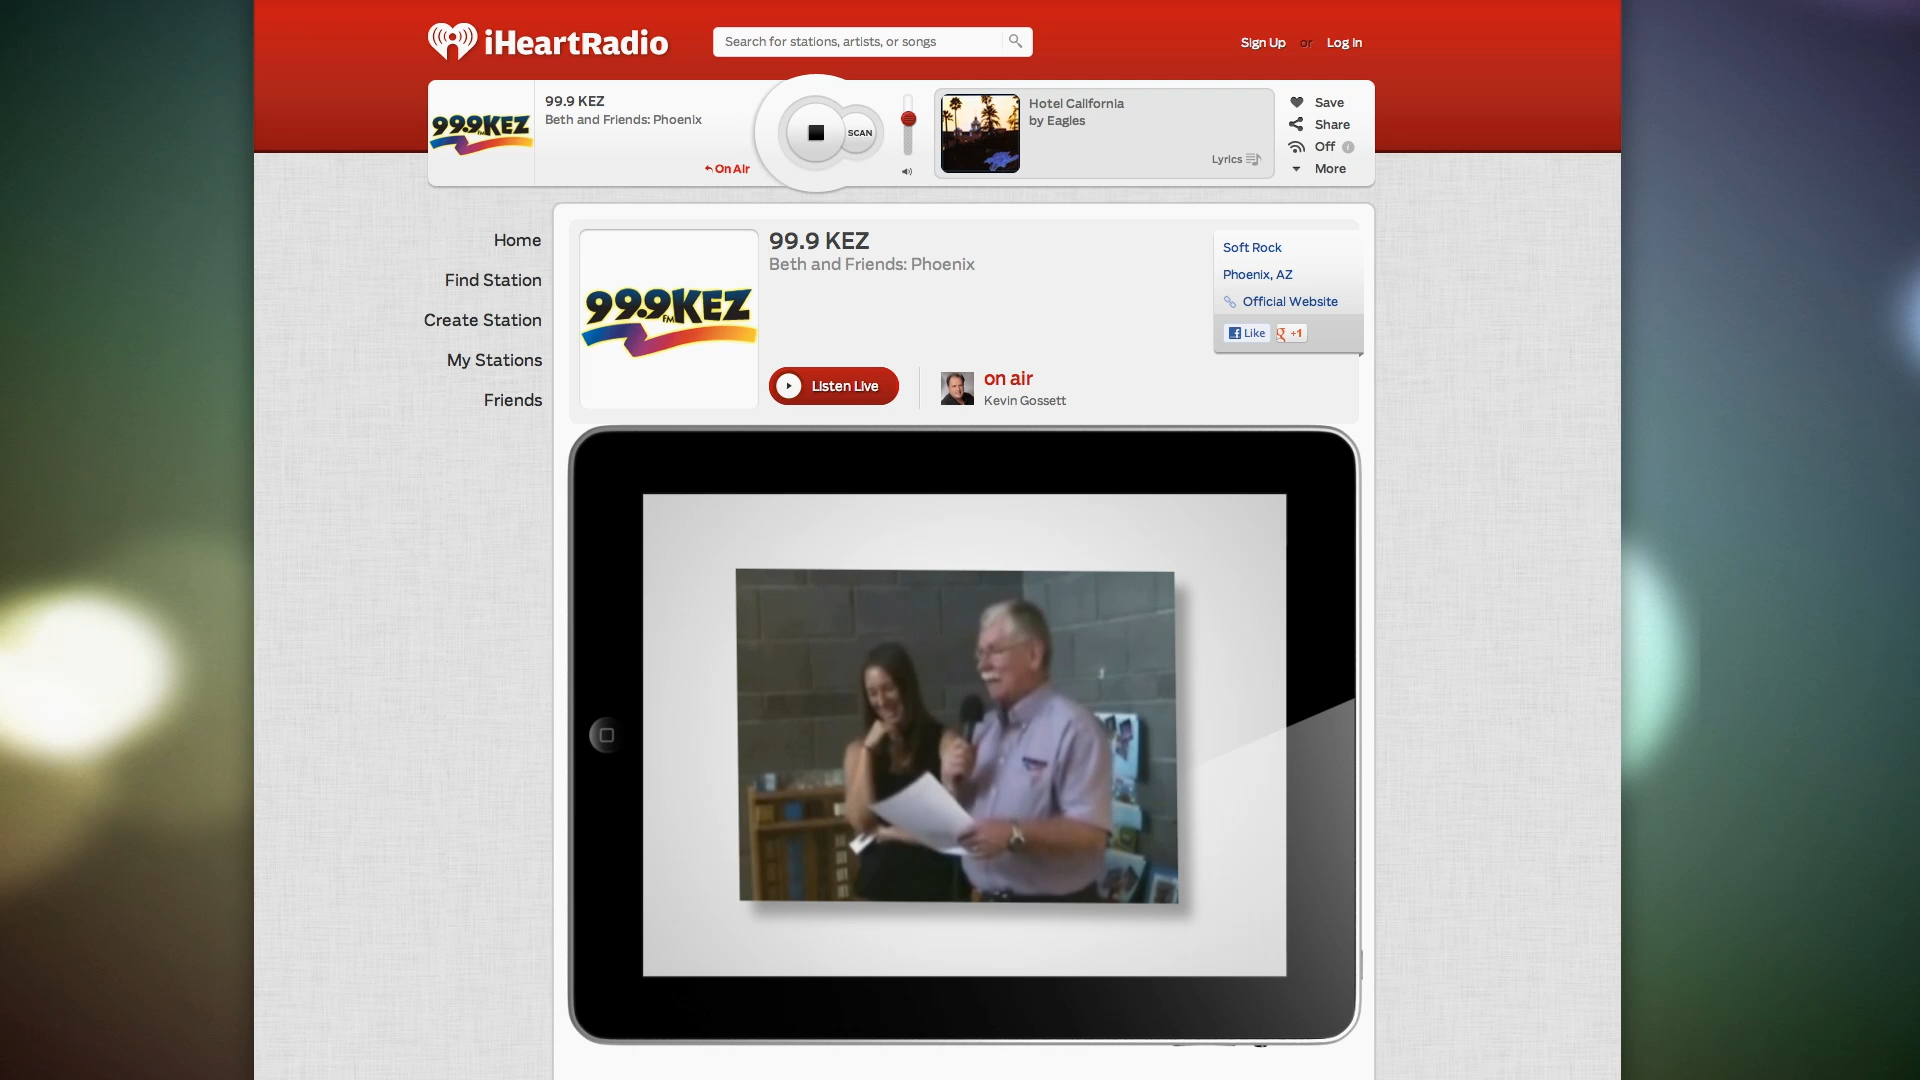 iHeartRadio
Search for stations, artists, or songs
Sign Up or Log In
99.9 KEZ
FM
99.9 KEZ
Beth and Friends: Phoenix
On Air
SCAN
Hotel California
by Eagles
Lyrics
Save
Share
Off i
More
Home
Find Station
Create Station
My Stations
Friends
99.9 KEZ
FM
99.9 KEZ
Beth and Friends: Phoenix
Listen Live
on air
Kevin Gossett
Soft Rock
Phoenix, AZ
Official Website
f Like g +1